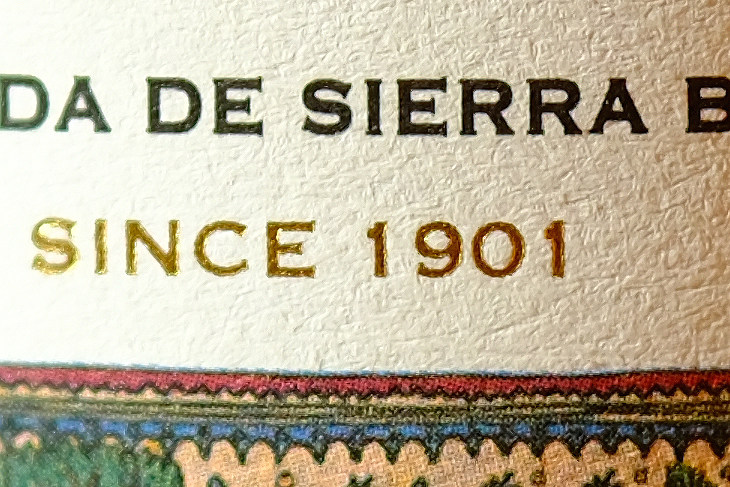 DA DE SIERRA B
SINCE 1901